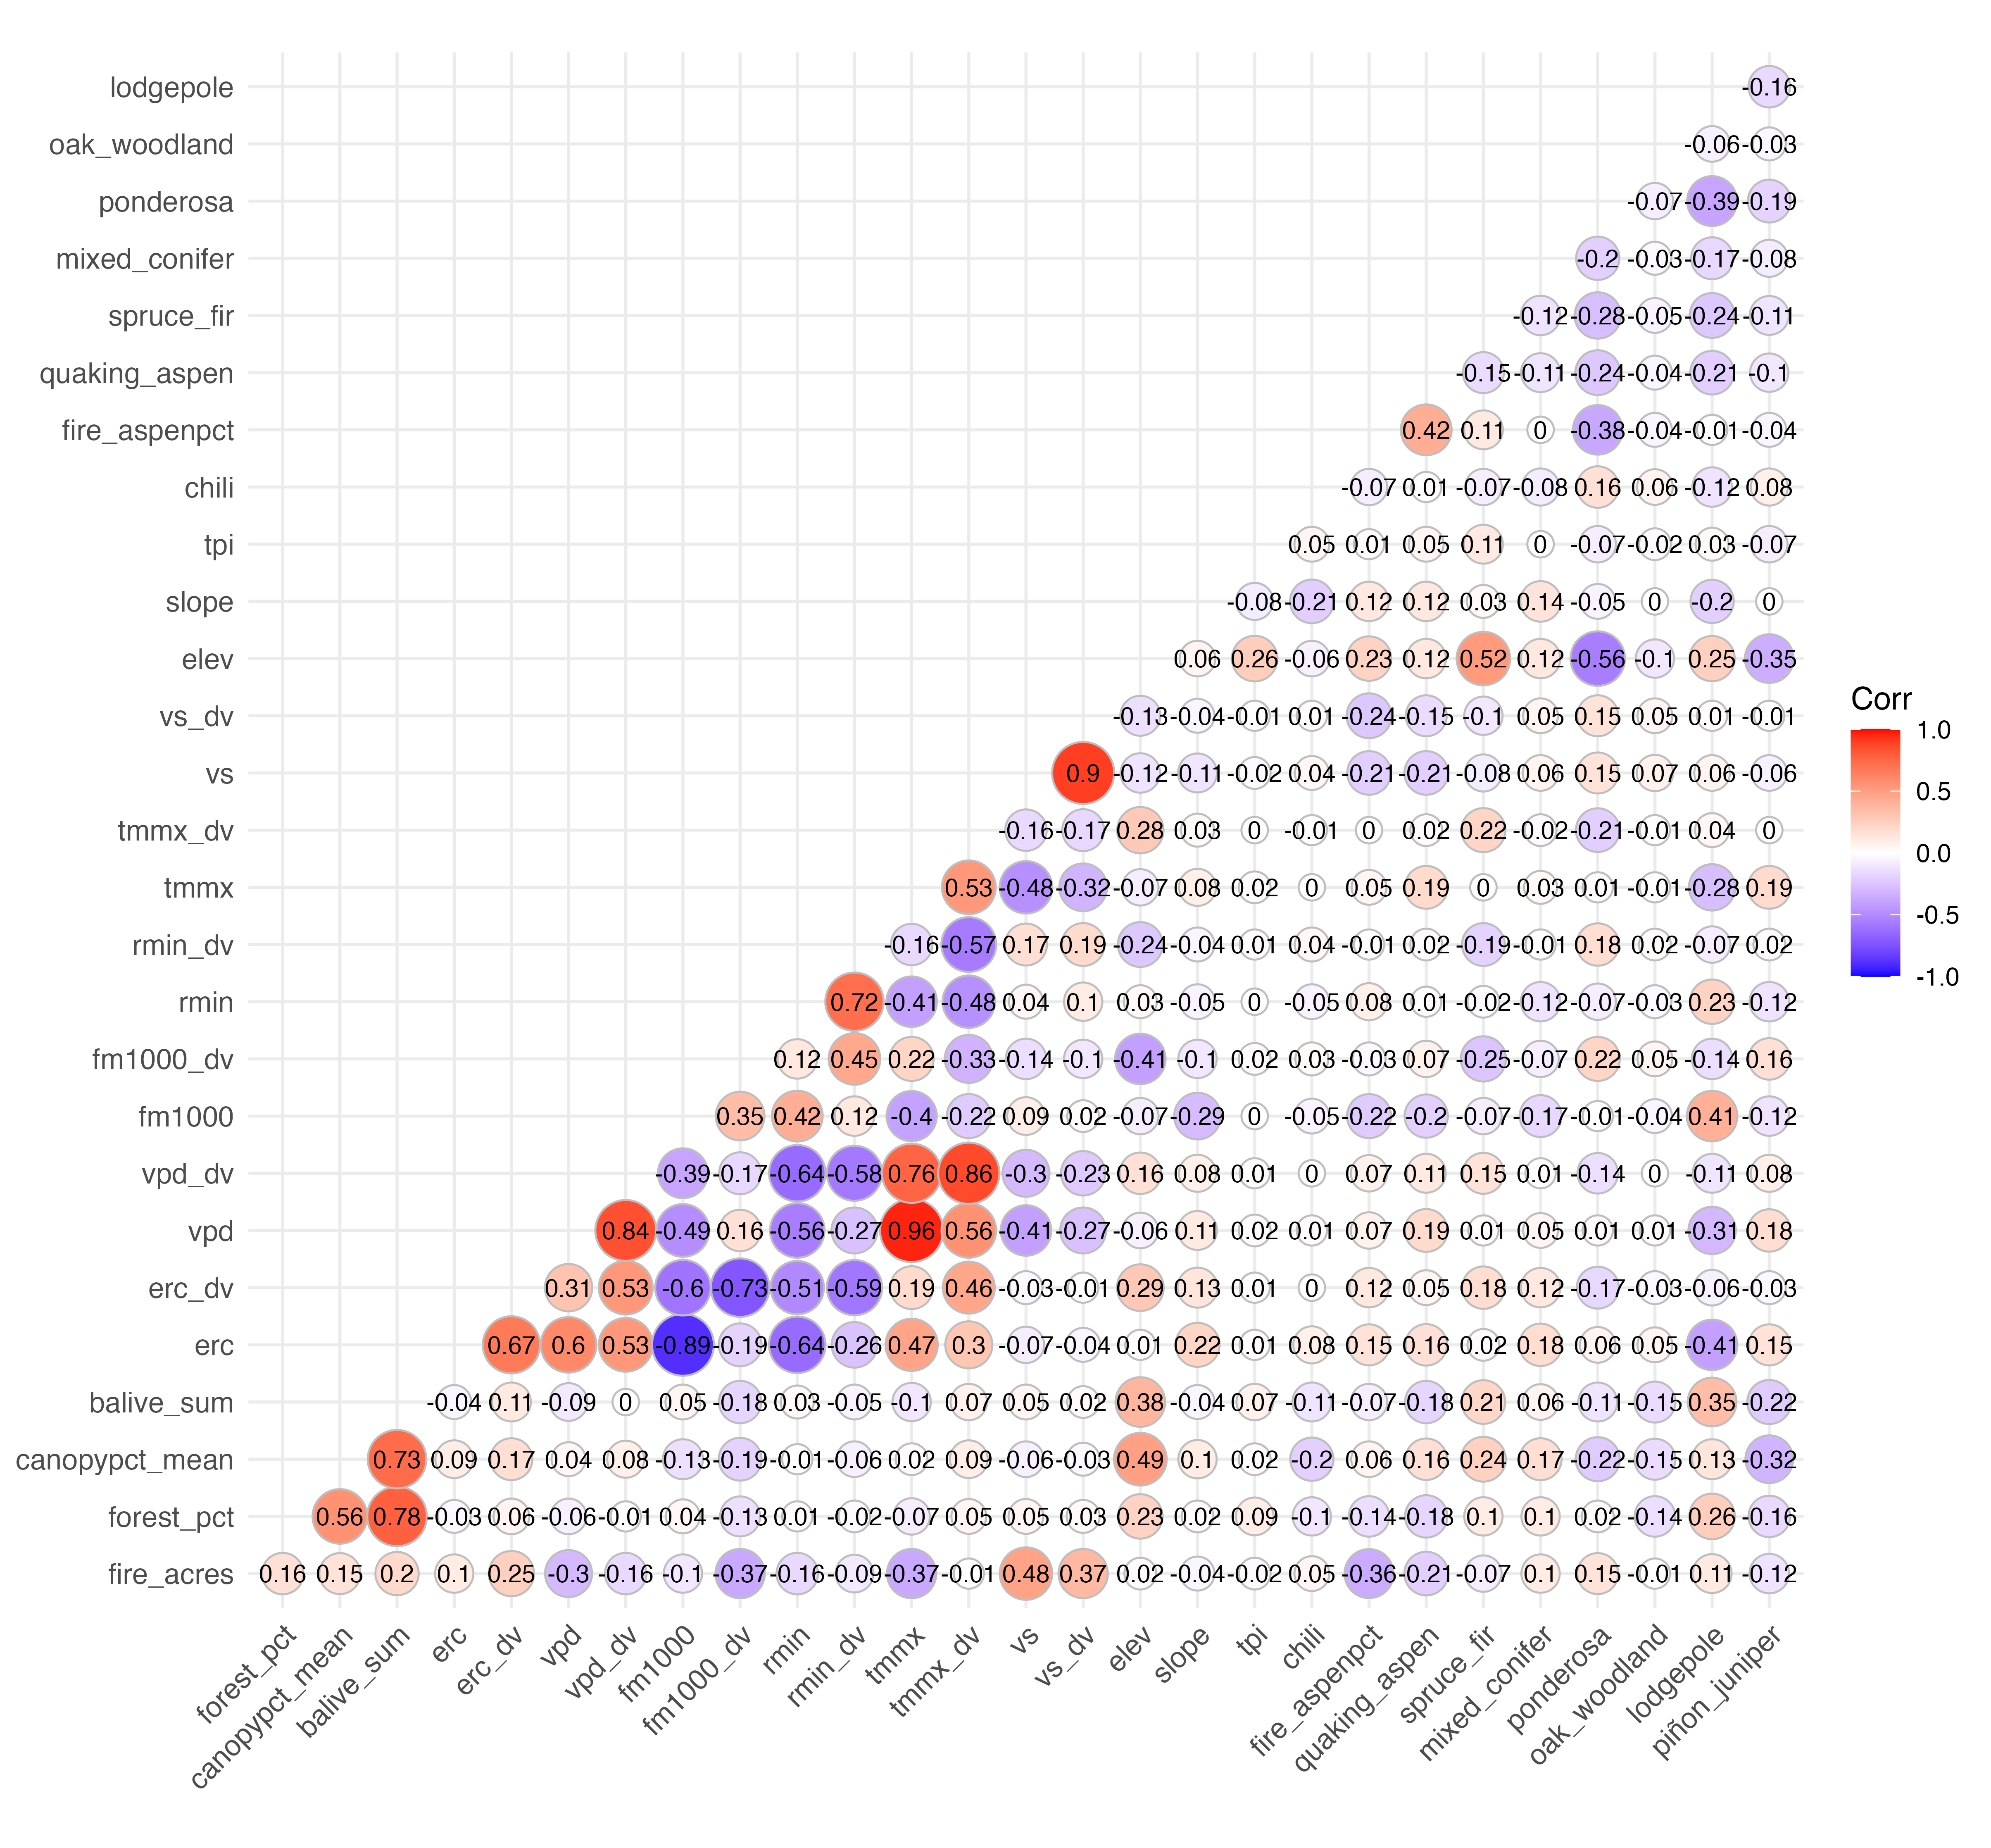 lodgepole -0.16
oak_woodland -0.06 -0.03
ponderosa -0.07 -0.39 -0.19
mixed_conifer -0.2 -0.03 -0.17 -0.08
spruce_fir -0.12 -0.28 -0.05 -0.24 -0.11
quaking_aspen -0.15 -0.11 -0.24 -0.04 -0.21 -0.1
fire_aspenpct 0.42 0.11 0 -0.38 -0.04 -0.01 -0.04
chili -0.07 0.01 -0.07 -0.08 0.16 0.06 -0.12 0.08
tpi 0.05 0.01 0.05 0.11 0 -0.07 -0.02 0.03 -0.07
slope -0.08 -0.21 0.12 0.12 0.03 0.14 -0.05 0 -0.2 0
elev 0.06 0.26 -0.06 0.23 0.12 0.52 0.12 -0.56 -0.1 0.25 -0.35
vs_dv -0.13 -0.04 -0.01 0.01 -0.24 -0.15 -0.1 0.05 0.15 0.05 0.01 -0.01
vs 0.9 -0.12 -0.11 -0.02 0.04 -0.21 -0.21 -0.08 0.06 0.15 0.07 0.06 -0.06
tmmx_dv -0.16 -0.17 0.28 0.03 0 -0.01 0 0.02 0.22 -0.02 -0.21 -0.01 0.04 0
tmmx 0.53 -0.48 -0.32 -0.07 0.08 0.02 0 0.05 0.19 0 0.03 0.01 -0.01 -0.28 0.19
rmin_dv -0.16 -0.57 0.17 0.19 -0.24 -0.04 0.01 0.04 -0.01 0.02 -0.19 -0.01 0.18 0.02 -0.07 0.02
rmin 0.72 -0.41 -0.48 0.04 0.1 0.03 -0.05 0 -0.05 0.08 0.01 -0.02 -0.12 -0.07 -0.03 0.23 -0.12
fm1000_dv 0.12 0.45 0.22 -0.33 -0.14 -0.1 -0.41 -0.1 0.02 0.03 -0.03 0.07 -0.25 -0.07 0.22 0.05 -0.14 0.16
fm1000 0.35 0.42 0.12 -0.4 -0.22 0.09 0.02 -0.07 -0.29 0 -0.05 -0.22 -0.2 -0.07 -0.17 -0.01 -0.04 0.41 -0.12
vpd_dv -0.39 -0.17 -0.64 -0.58 0.76 0.86 -0.3 -0.23 0.16 0.08 0.01 0 0.07 0.11 0.15 0.01 -0.14 0 -0.11 0.08
vpd 0.84 -0.49 0.16 -0.56 -0.27 0.96 0.56 -0.41 -0.27 -0.06 0.11 0.02 0.01 0.07 0.19 0.01 0.05 0.01 0.01 -0.31 0.18
erc_dv 0.31 0.53 -0.6 -0.73 -0.51 -0.59 0.19 0.46 -0.03 -0.01 0.29 0.13 0.01 0 0.12 0.05 0.18 0.12 -0.17 -0.03 -0.06 -0.03
erc 0.67 0.6 0.53 -0.89 -0.19 -0.64 -0.26 0.47 0.3 -0.07 -0.04 0.01 0.22 0.01 0.08 0.15 0.16 0.02 0.18 0.06 0.05 -0.41 0.15
balive_sum -0.04 0.11 -0.09 0 0.05 -0.18 0.03 -0.05 -0.1 0.07 0.05 0.02 0.38 -0.04 0.07 -0.11 -0.07 -0.18 0.21 0.06 -0.11 -0.15 0.35 -0.22
canopypct_mean 0.73 0.09 0.17 0.04 0.08 -0.13 -0.19 -0.01 -0.06 0.02 0.09 -0.06 -0.03 0.49 0.1 0.02 -0.2 0.06 0.16 0.24 0.17 -0.22 -0.15 0.13 -0.32
forest_pct 0.56 0.78 -0.03 0.06 -0.06 -0.01 0.04 -0.13 0.01 -0.02 -0.07 0.05 0.05 0.03 0.23 0.02 0.09 -0.1 -0.14 -0.18 0.1 0.1 0.02 -0.14 0.26 -0.16
fire_acres 0.16 0.15 0.2 0.1 0.25 -0.3 -0.16 -0.1 -0.37 -0.16 -0.09 -0.37 -0.01 0.48 0.37 0.02 -0.04 -0.02 0.05 -0.36 -0.21 -0.07 0.1 0.15 -0.01 0.11 -0.12
forest_pct
canopypct_mean
balive_sum
erc
erc_dv
vpd
vpd_dv
fm1000
fm1000_dv
rmin
rmin_dv
tmmx
tmmx_dv
vs
vs_dv
elev
slope
tpi
chili
fire_aspenpct
quaking_aspen
spruce_fir
mixed_conifer
ponderosa
oak_woodland
lodgepole
piñon_juniper
Corr
1.0
0.5
0.0
-0.5
-1.0